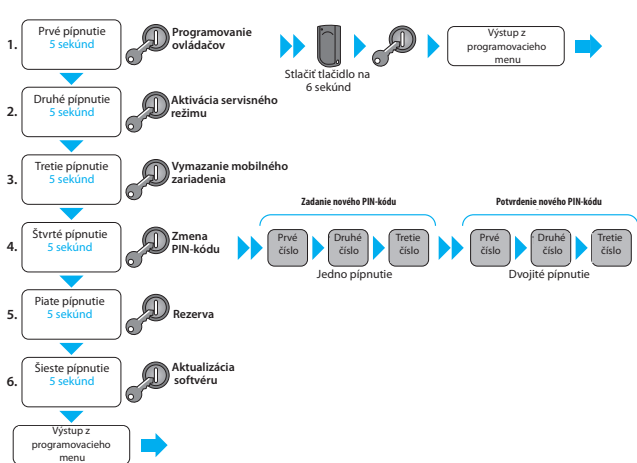 1.
Prvé pípnutie
5 sekúnd
Programovanie
ovládačov
Stlačiť tlačidlo na
6 sekúnd
Výstup z
programovacieho
menu
2.
Druhé pípnutie
5 sekúnd
Aktivácia servisného
režimu
3.
Tretie pípnutie
5 sekúnd
Vymazanie mobilného
zariadenia
4.
Štvrté pípnutie
5 sekúnd
Zmena
PIN-kódu
Zadanie nového PIN-kódu
Prvé
číslo
Druhé
číslo
Tretie
číslo
Jedno pípnutie
Potvrdenie nového PIN-kódu
Prvé
číslo
Druhé
číslo
Tretie
číslo
Dvojité pípnutie
5.
Piate pípnutie
5 sekúnd
Rezerva
6.
Šieste pípnutie
5 sekúnd
Aktualizácia
softvéru
Výstup z
programovacieho
menu